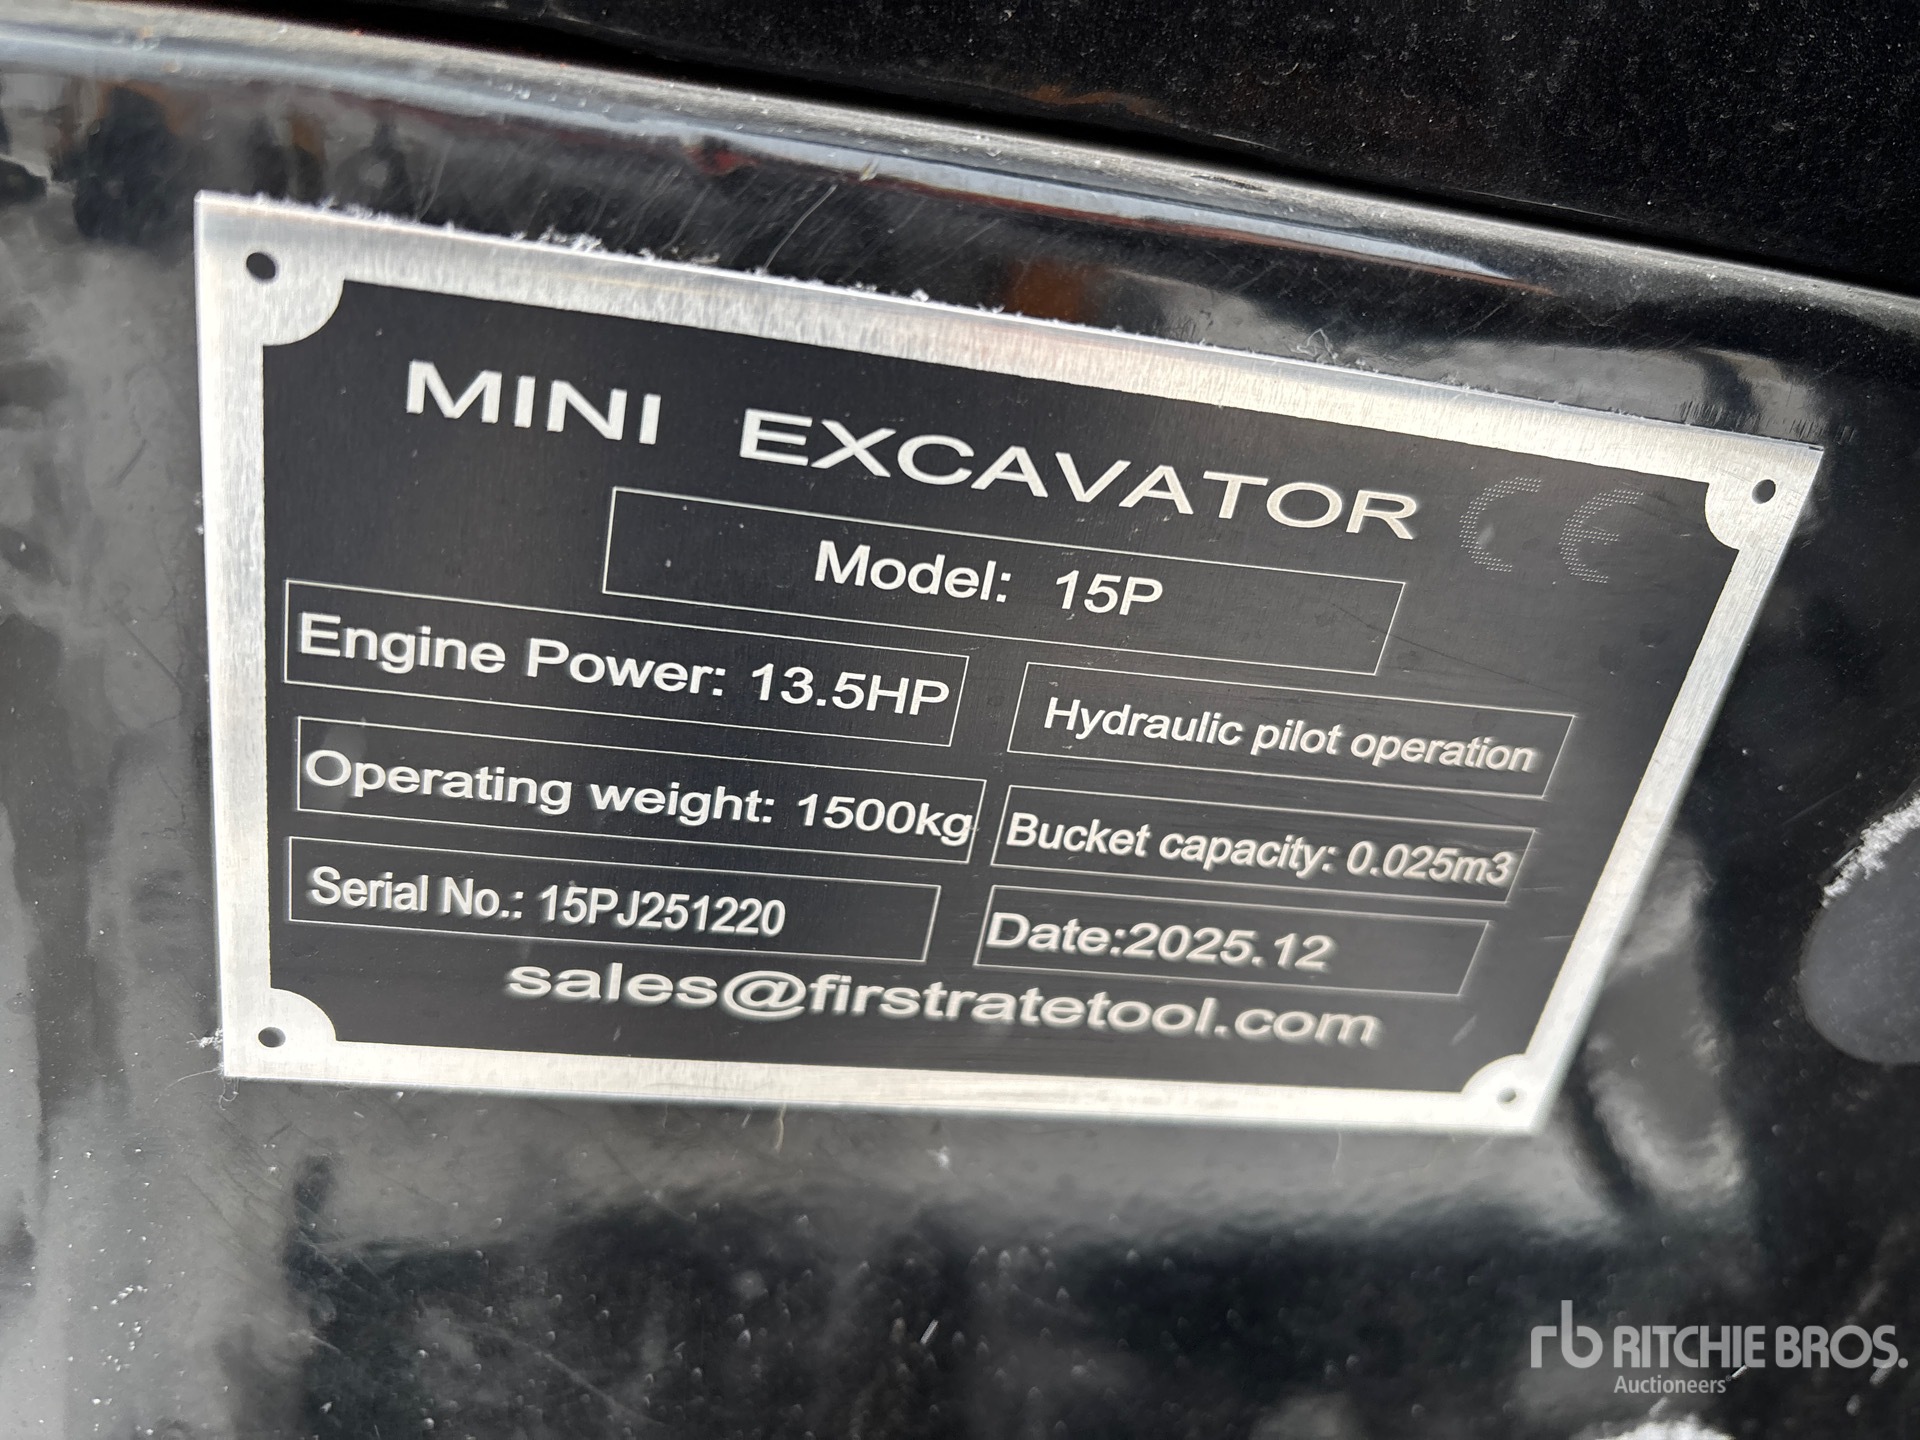 MINI EXCAVATOR CE
Model: 15P
Engine Power: 13.5HP
Hydraulic pilot operation
Operating weight: 1500kg
Bucket capacity: 0.025m3
Serial No.: 15PJ251220
Date:2025.12
sales@firstratetool.com
rb RITCHIE BROS.
Auctioneers